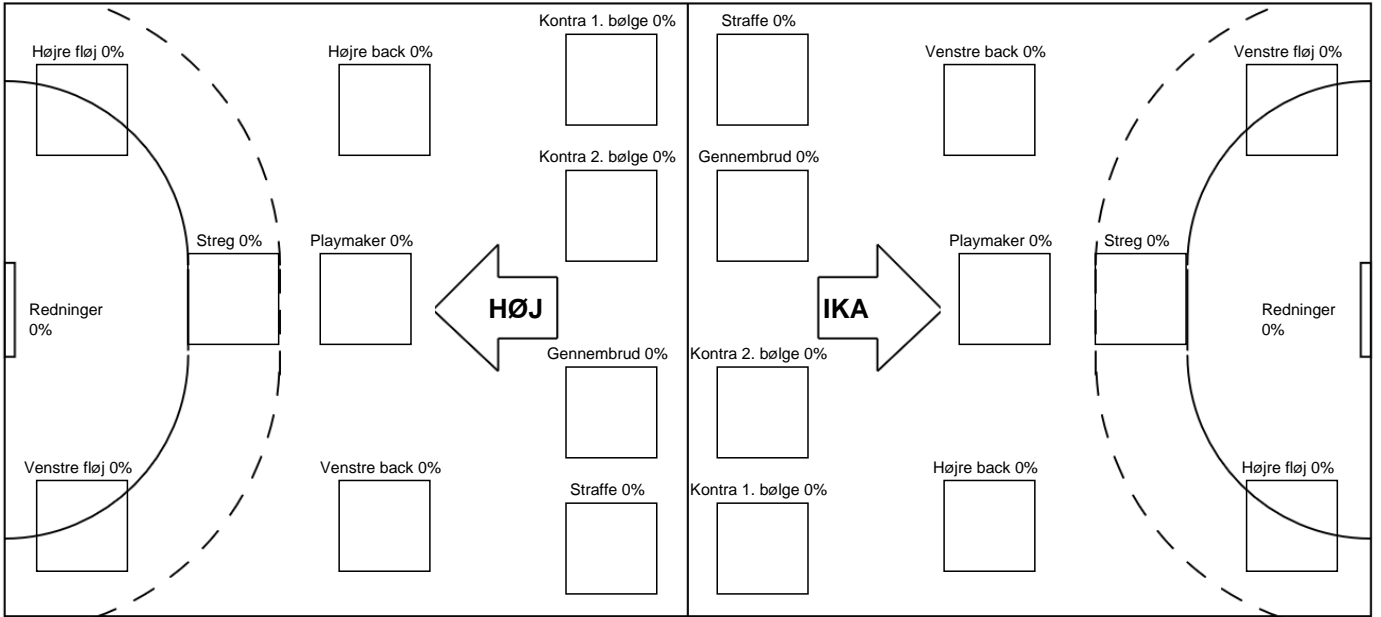 Kontra 1. bølge 0%
Straffe 0%
Højre fløj 0%
Højre back 0%
Venstre back 0%
Venstre fløj 0%
Kontra 2. bølge 0%
Gennembrud 0%
Streg 0%
Playmaker 0%
Playmaker 0%
Streg 0%
Redninger
0%
HØJ
IKA
Redninger
0%
Gennembrud 0%
Kontra 2. bølge 0%
Venstre fløj 0%
Venstre back 0%
Højre back 0%
Højre fløj 0%
Straffe 0%
Kontra 1. bølge 0%